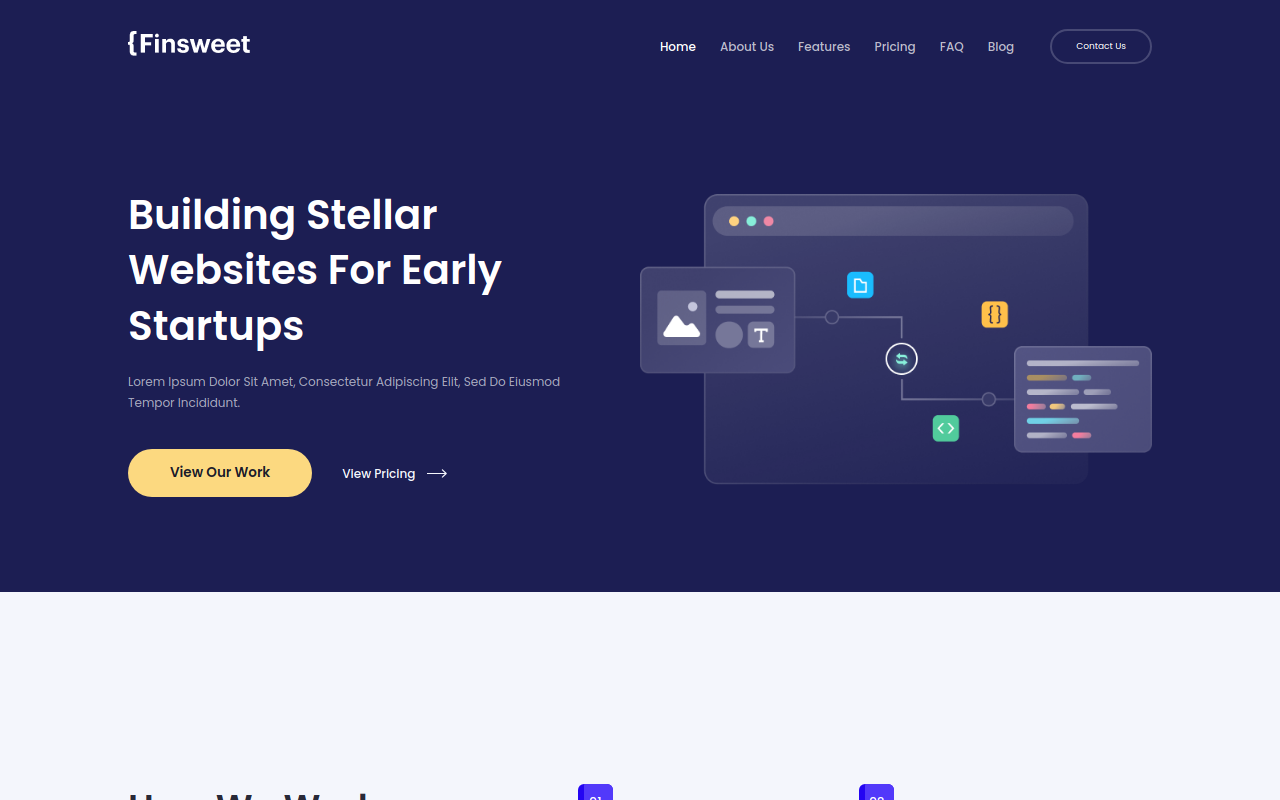 {Finsweet
Home About Us Features Pricing FAQ Blog Contact Us
Building Stellar
Websites For Early
Startups
Lorem Ipsum Dolor Sit Amet, Consectetur Adipiscing Elit, Sed Do Eiusmod
Tempor Incididunt.
View Our Work
View Pricing
T
{}
<>